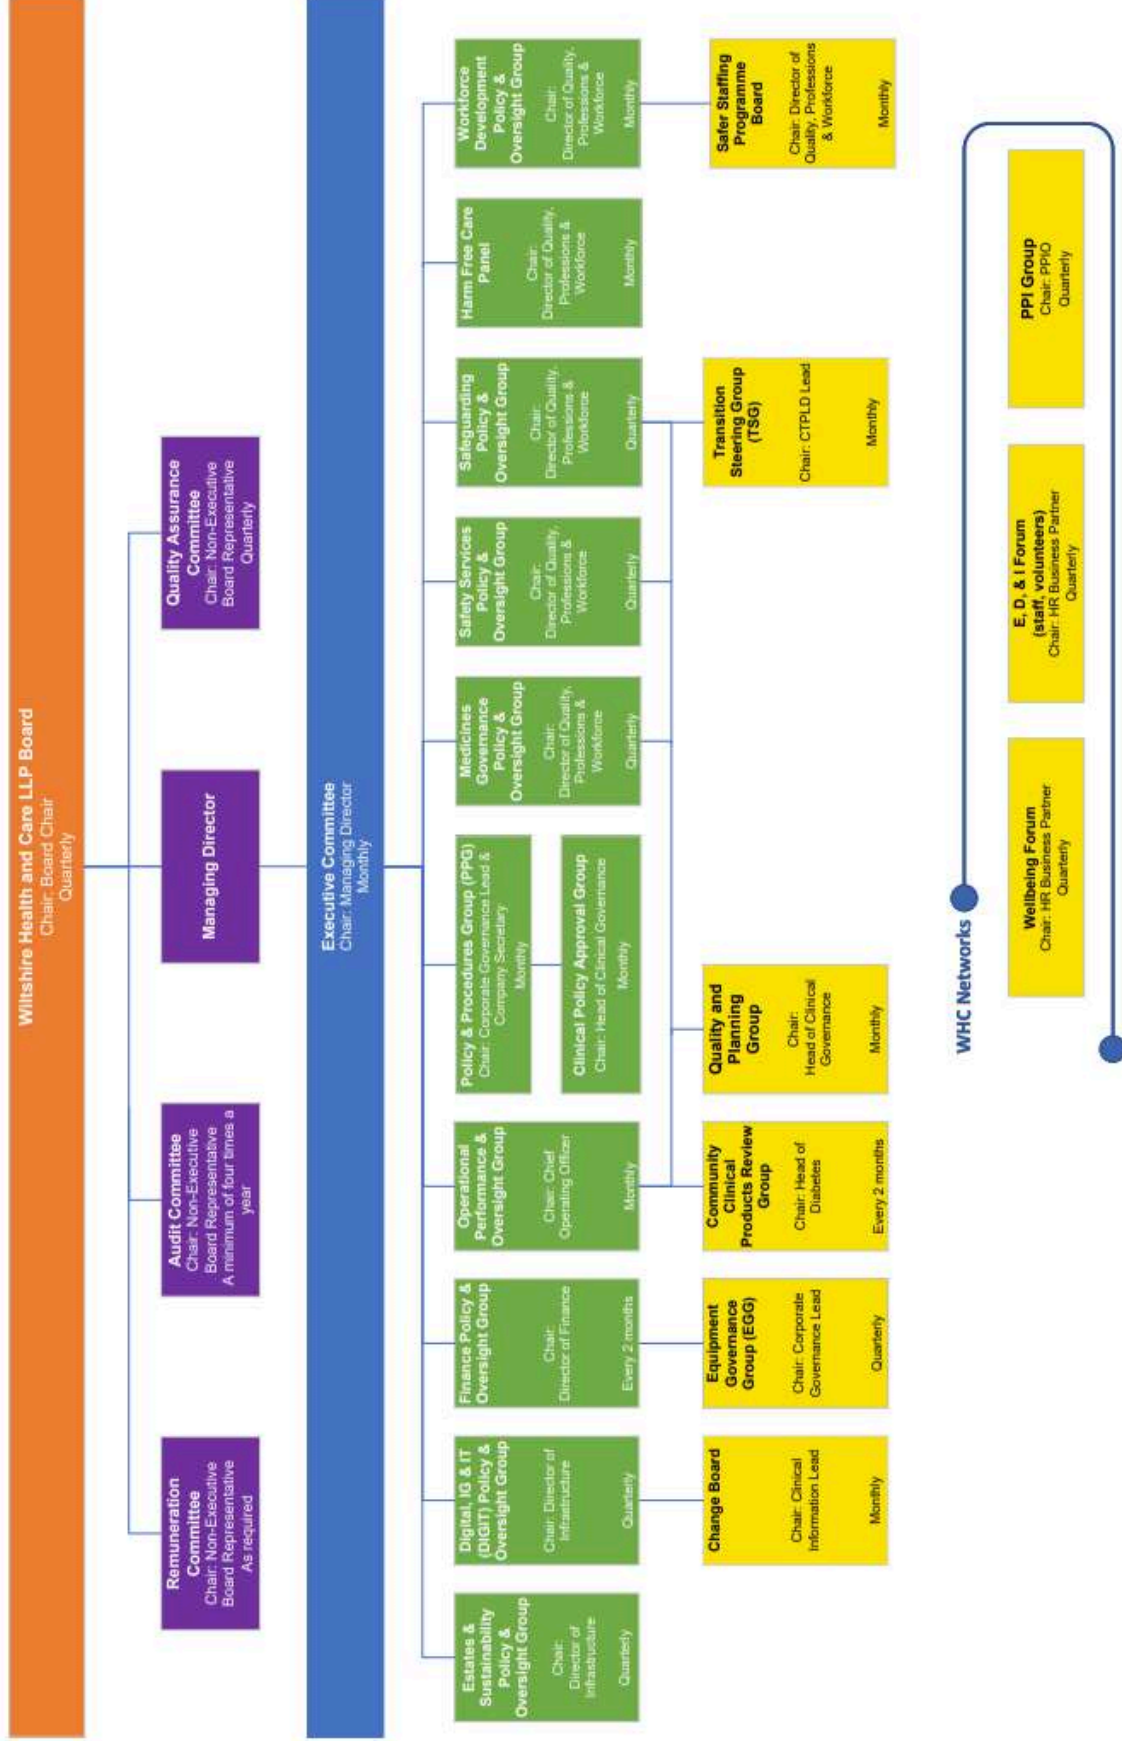 Wiltshire Health and Care LLP Board
Chair: Board Chair
Quarterly
Remuneration
Committee
Chair: Non-Executive
Board Representative
As required
Audit Committee
Chair: Non-Executive
Board Representative
A minimum of four times a
year
Managing Director
Quality Assurance
Committee
Chair: Non-Executive
Board Representative
Quarterly
Executive Committee
Chair: Managing Director
Monthly
Estates &
Sustainability
Policy &
Oversight Group
Chair:
Director of
Infrastructure
Quarterly
Digital, IG & IT
(DIGIT) Policy &
Oversight Group
Chair: Director of
Infrastructure
Quarterly
Finance Policy &
Oversight Group
Chair:
Director of Finance
Every 2 months
Operational
Performance &
Oversight Group
Chair: Chief
Operating Officer
Monthly
Policy & Procedures Group (PPG)
Chair: Corporate Governance Lead &
Company Secretary
Monthly
Clinical Policy Approval Group
Chair: Head of Clinical Governance
Monthly
Medicines
Governance
Policy &
Oversight Group
Chair:
Director of Quality,
Professions &
Workforce
Quarterly
Safety Services
Policy &
Oversight Group
Chair:
Director of Quality,
Professions &
Workforce
Quarterly
Safeguarding
Policy &
Oversight Group
Chair:
Director of Quality,
Professions &
Workforce
Quarterly
Harm Free Care
Panel
Chair:
Director of Quality,
Professions &
Workforce
Monthly
Workforce
Development
Policy &
Oversight Group
Chair:
Director of Quality,
Professions &
Workforce
Monthly
Change Board
Chair: Clinical
Information Lead
Monthly
Equipment
Governance
Group (EGG)
Chair: Corporate
Governance Lead
Quarterly
Community
Clinical
Products Review
Group
Chair: Head of
Diabetes
Every 2 months
Quality and
Planning
Group
Chair:
Head of Clinical
Governance
Monthly
Transition
Steering Group
(TSG)
Chair: CTPLD Lead
Monthly
Safer Staffing
Programme
Board
Chair: Director of
Quality, Professions
& Workforce
Monthly
WHC Networks
Wellbeing Forum
Chair: HR Business Partner
Quarterly
E, D, & I Forum
(staff, volunteers)
Chair: HR Business Partner
Quarterly
PPI Group
Chair: PPIO
Quarterly